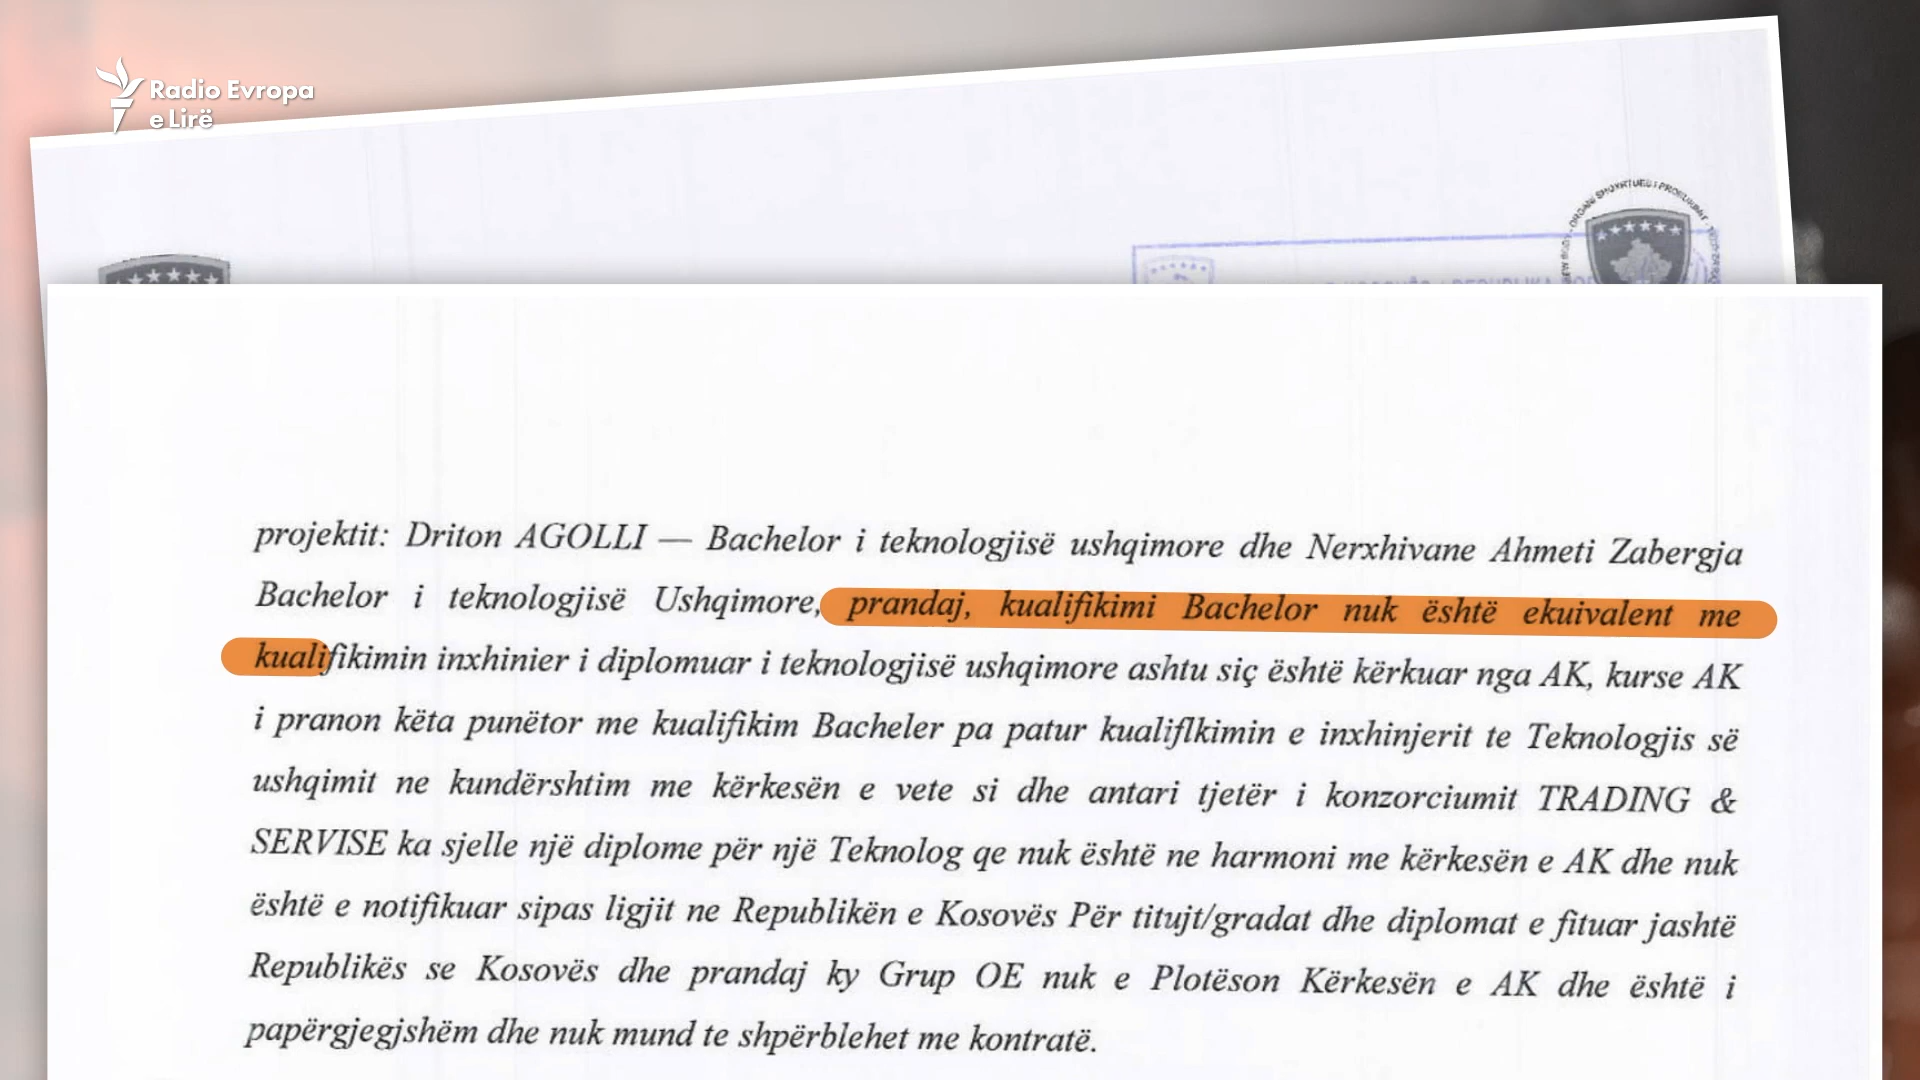 Radio Evropa
e Lirë
projektit: Driton AGOLLI — Bachelor i teknologjisë ushqimore dhe Nerxhivane Ahmeti Zabergja
Bachelor i teknologjisë Ushqimore, prandaj, kualifikimi Bachelor nuk është ekuivalent me
kualifikimin inxhinier i diplomuar i teknologjisë ushqimore ashtu siç është kërkuar nga AK, kurse AK
i pranon këta punëtor me kualifikim Bacheler pa patur kualiflkimin e inxhinjerit te Teknologjis së
ushqimit ne kundërshtim me kërkesën e vete si dhe antari tjetër i konzorciumit TRADING &
SERVISE ka sjelle një diplome për një Teknolog qe nuk është ne harmoni me kërkesën e AK dhe nuk
është e notifikuar sipas ligjit ne Republikën e Kosovës Për titujt/gradat dhe diplomat e fituar jashtë
Republikës se Kosovës dhe prandaj ky Grup OE nuk e Plotëson Kërkesën e AK dhe është i
papërgjegjshëm dhe nuk mund te shpërblehet me kontratë.